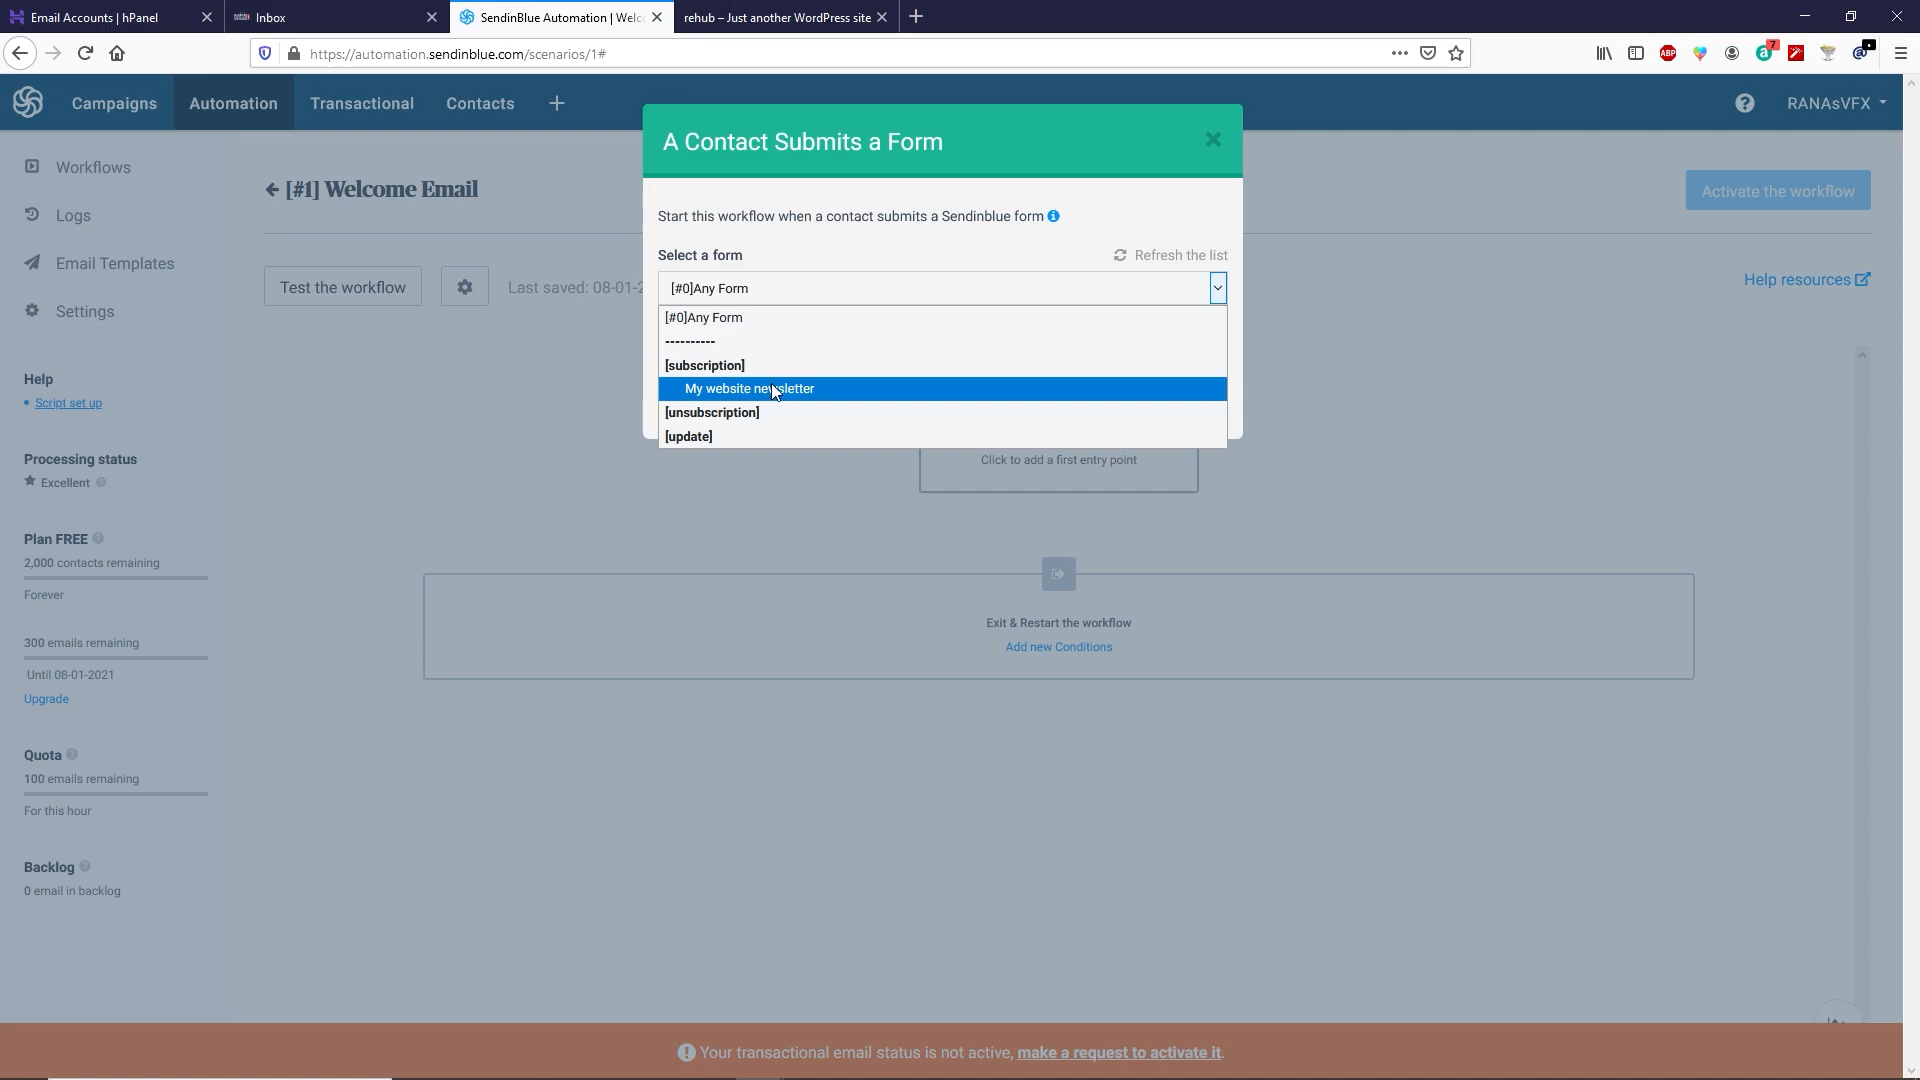 Email Accounts | hPanel
Inbox
SendinBlue Automation | Welc
rehub – Just another WordPress site
https://automation.sendinblue.com/scenarios/1#
ABP
7
Campaigns
Automation
Transactional
Contacts
RANAsVFX
Workflows
Logs
Email Templates
Settings
Help
Script set up
Processing status
Excellent
Plan FREE
2,000 contacts remaining
Forever
300 emails remaining
Until 08-01-2021
Upgrade
Quota
100 emails remaining
For this hour
Backlog
0 email in backlog
[#1] Welcome Email
Activate the workflow
Test the workflow
Last saved: 08-01-2
Help resources
A Contact Submits a Form
Start this workflow when a contact submits a Sendinblue form
Select a form
Refresh the list
[#0]Any Form
[#0]Any Form
----------
[subscription]
My website newsletter
[unsubscription]
[update]
Click to add a first entry point
Exit & Restart the workflow
Add new Conditions
Your transactional email status is not active, make a request to activate it.